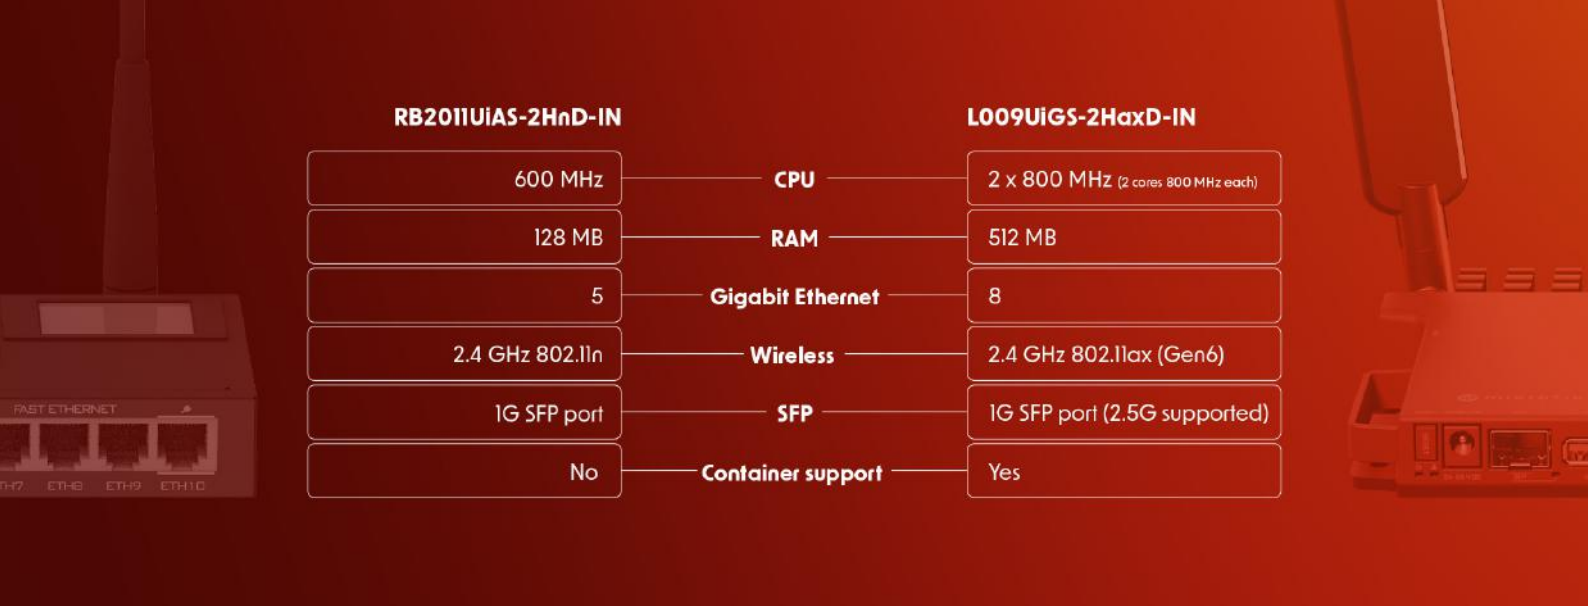 RB2011UiAS-2HnD-IN
L009UiGS-2HaxD-IN
600 MHz CPU 2 x 800 MHz (2 cores 800 MHz each)
128 MB RAM 512 MB
5 Gigabit Ethernet 8
2.4 GHz 802.11n Wireless 2.4 GHz 802.11ax (Gen6)
1G SFP port SFP 1G SFP port (2.5G supported)
No Container support Yes
FAST ETHERNET
ETH8 ETH9 ETH10